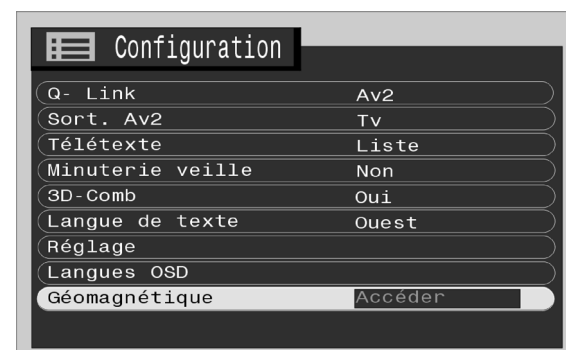 Configuration
Q- Link Av2
Sort. Av2 Tv
Télétexte Liste
Minuterie veille Non
3D-Comb Oui
Langue de texte Ouest
Réglage
Langues OSD
Géomagnétique Accéder